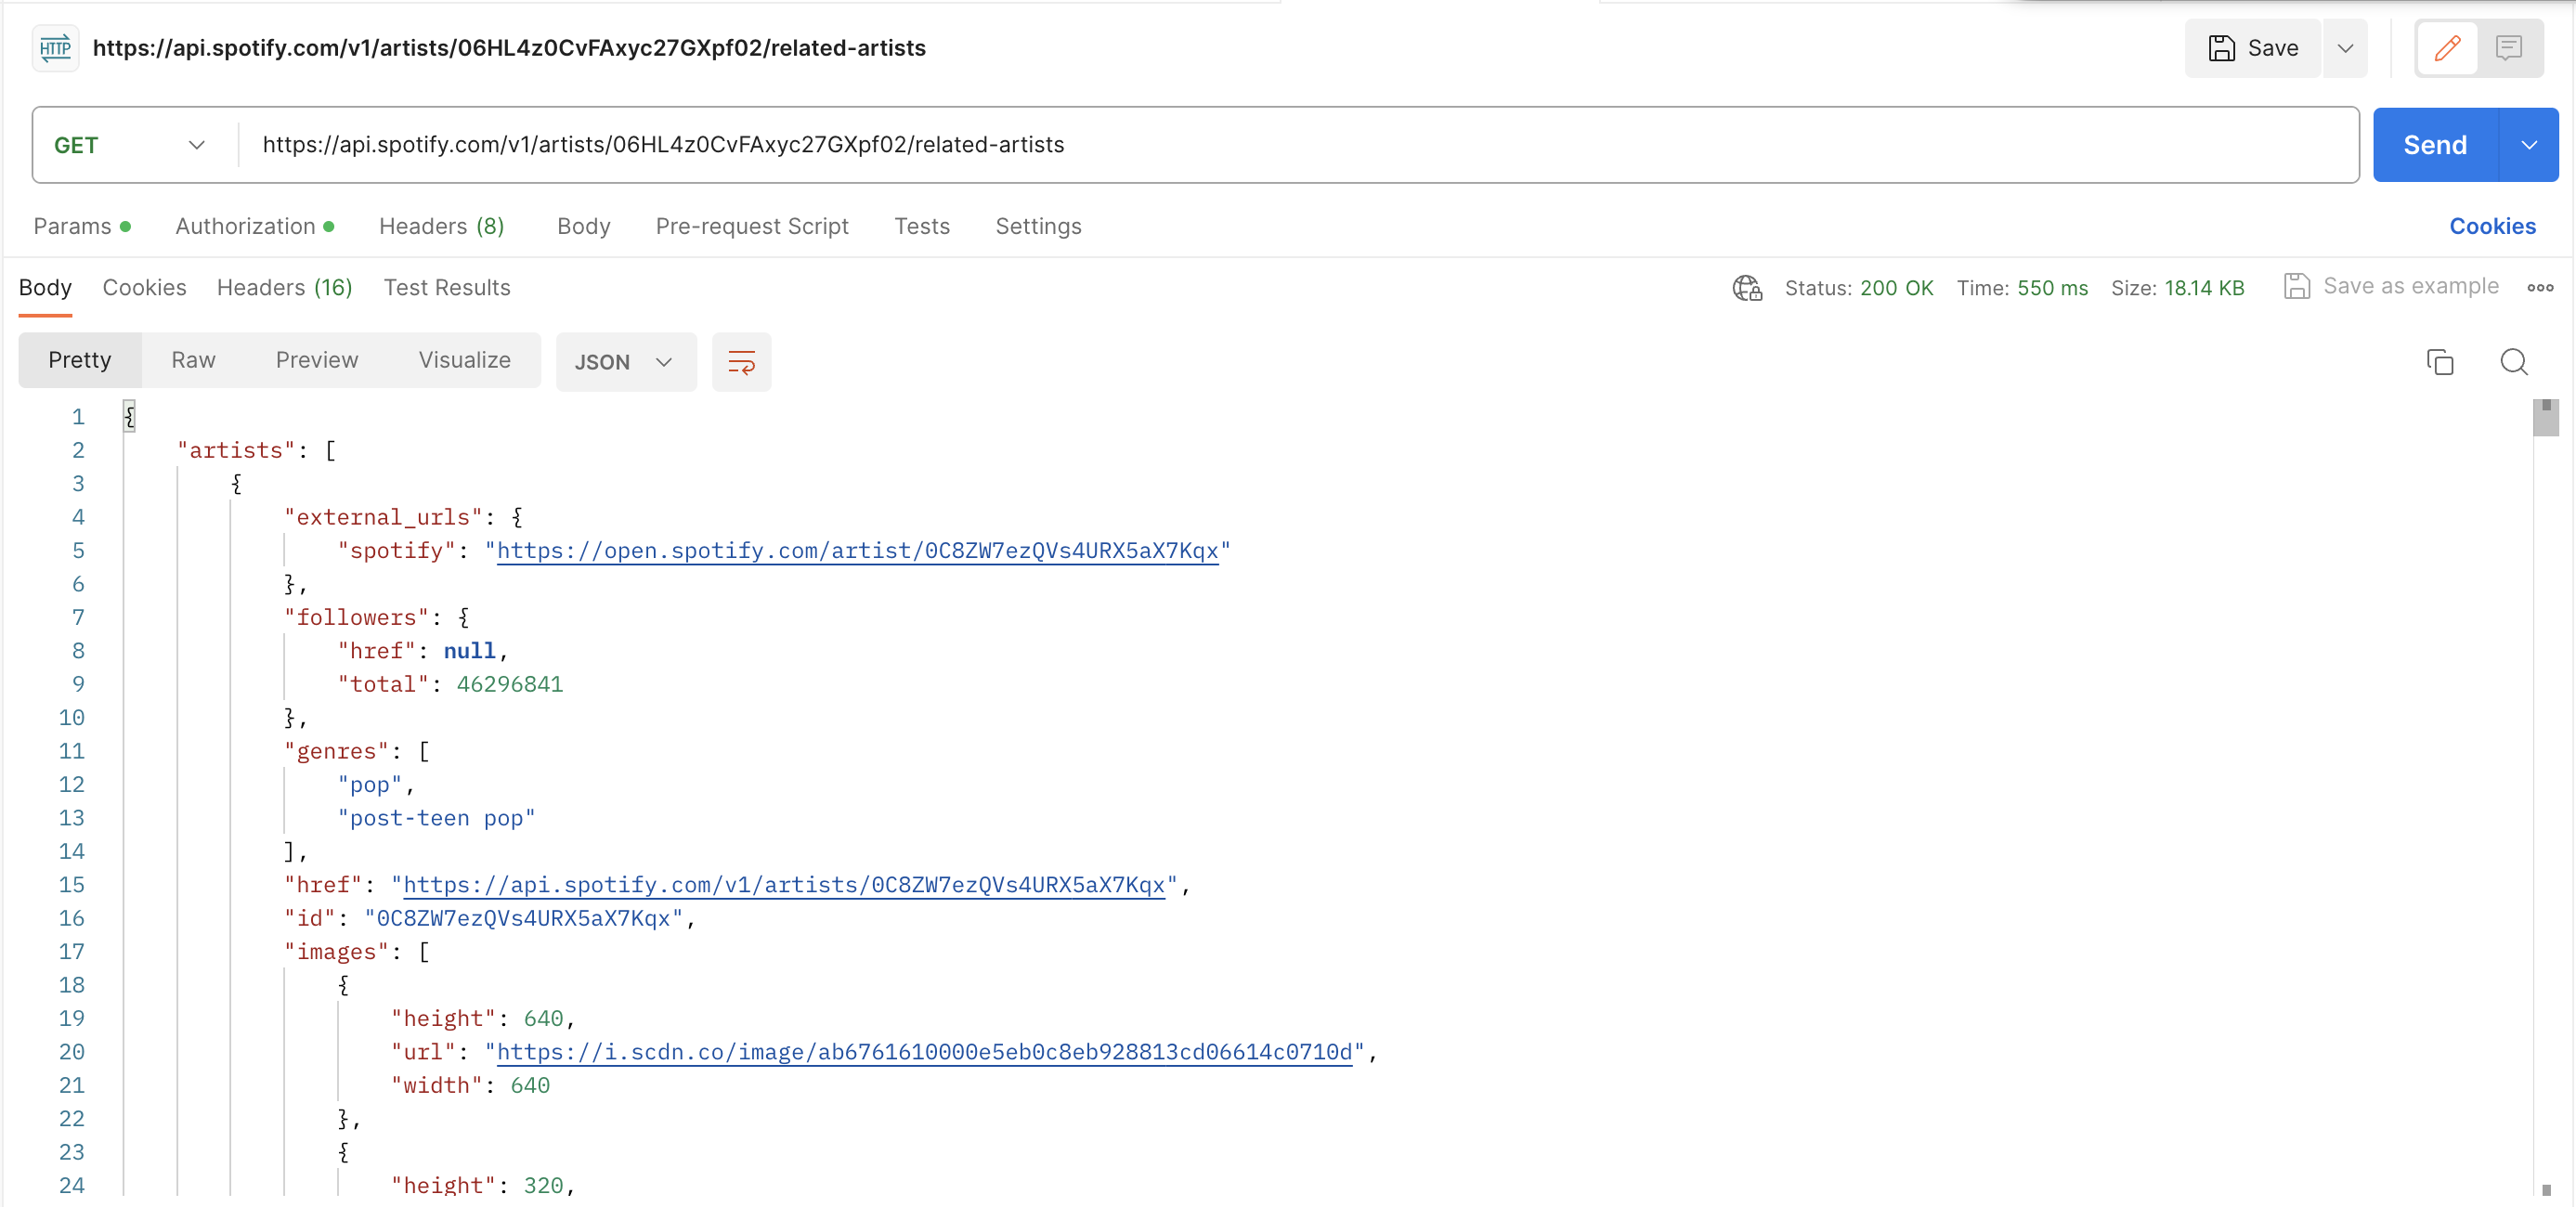 HTTP https://api.spotify.com/v1/artists/06HL4z0CvFAxyc27GXpf02/related-artists Save
GET https://api.spotify.com/v1/artists/06HL4z0CvFAxyc27GXpf02/related-artists Send
Params Authorization Headers (8) Body Pre-request Script Tests Settings Cookies
Body Cookies Headers (16) Test Results Status: 200 OK Time: 550 ms Size: 18.14 KB Save as example
Pretty Raw Preview Visualize JSON
1 {
2 "artists": [
3 {
4 "external_urls": {
5 "spotify": "https://open.spotify.com/artist/0C8ZW7ezQVs4URX5aX7Kqx"
6 },
7 "followers": {
8 "href": null,
9 "total": 46296841
10 },
11 "genres": [
12 "pop",
13 "post-teen pop"
14 ],
15 "href": "https://api.spotify.com/v1/artists/0C8ZW7ezQVs4URX5aX7Kqx",
16 "id": "0C8ZW7ezQVs4URX5aX7Kqx",
17 "images": [
18 {
19 "height": 640,
20 "url": "https://i.scdn.co/image/ab6761610000e5eb0c8eb928813cd06614c0710d",
21 "width": 640
22 },
23 {
24 "height": 320,